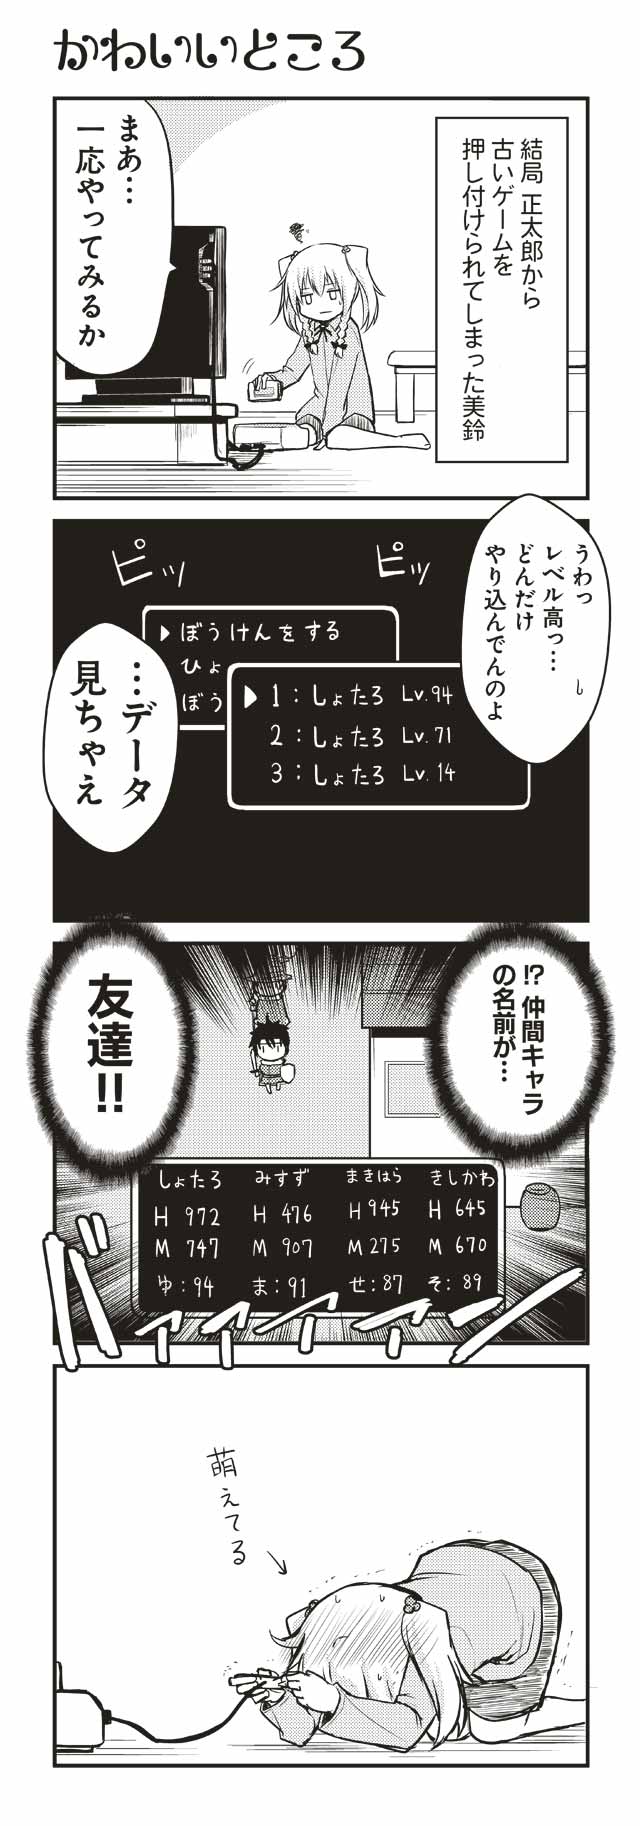 かわいいところ
結局 正太郎から
古いゲームを
押し付けられてしまった美鈴
まあ…
一応やってみるか
うわっ
レベル高っ…
どんだけ
やり込んでんのよ
ピッ
ピッ
ぼうけんをする
ひょ
ぼう
1：しょたろ Lv.94
2：しょたろ Lv.71
3：しょたろ Lv.14
…データ
見ちゃえ
!? 仲間キャラ
の名前が…
友達!!
しょたろ みすず まきはら きしかわ
H 972 H 476 H 945 H 645
M 747 M 907 M 275 M 670
ゆ：94 ま：91 せ：87 そ：89
バァァァァン
萌えてる